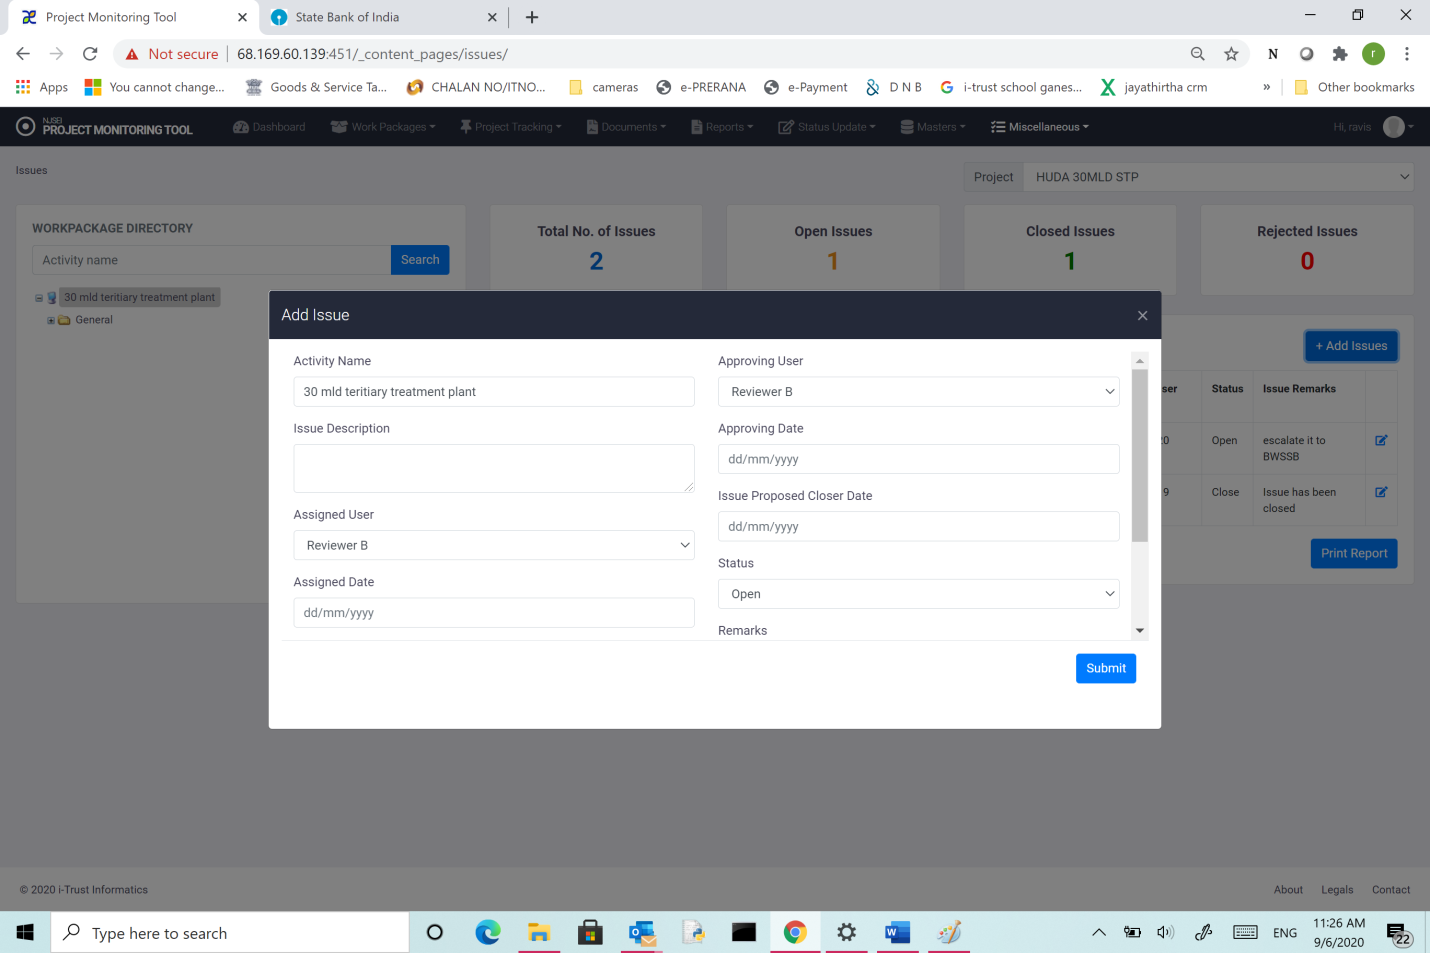 Project Monitoring Tool
State Bank of India
Not secure
68.169.60.139:451/_content_pages/issues/
N
r
Apps
You cannot change...
Goods & Service Ta...
CHALAN NO/ITNO...
cameras
e-PRERANA
e-Payment
D N B
i-trust school ganes...
jayathirtha crm
»
Other bookmarks
NJSEI
PROJECT MONITORING TOOL
Dashboard
Work Packages
Project Tracking
Documents
Reports
Status Update
Masters
Miscellaneous
Hi, ravis
Issues
Project
HUDA 30MLD STP
WORKPACKAGE DIRECTORY
Activity name
Search
30 mld teritiary treatment plant
General
Total No. of Issues
2
Open Issues
1
Closed Issues
1
Rejected Issues
0
+ Add Issues
ser
Status
Issue Remarks
0
Open
escalate it to
BWSSB
9
Close
Issue has been
closed
Print Report
Add Issue
×
Activity Name
30 mld teritiary treatment plant
Issue Description
Assigned User
Reviewer B
Assigned Date
dd/mm/yyyy
Approving User
Reviewer B
Approving Date
dd/mm/yyyy
Issue Proposed Closer Date
dd/mm/yyyy
Status
Open
Remarks
Submit
© 2020 i-Trust Informatics
About
Legals
Contact
Type here to search
ENG
11:26 AM
9/6/2020
22